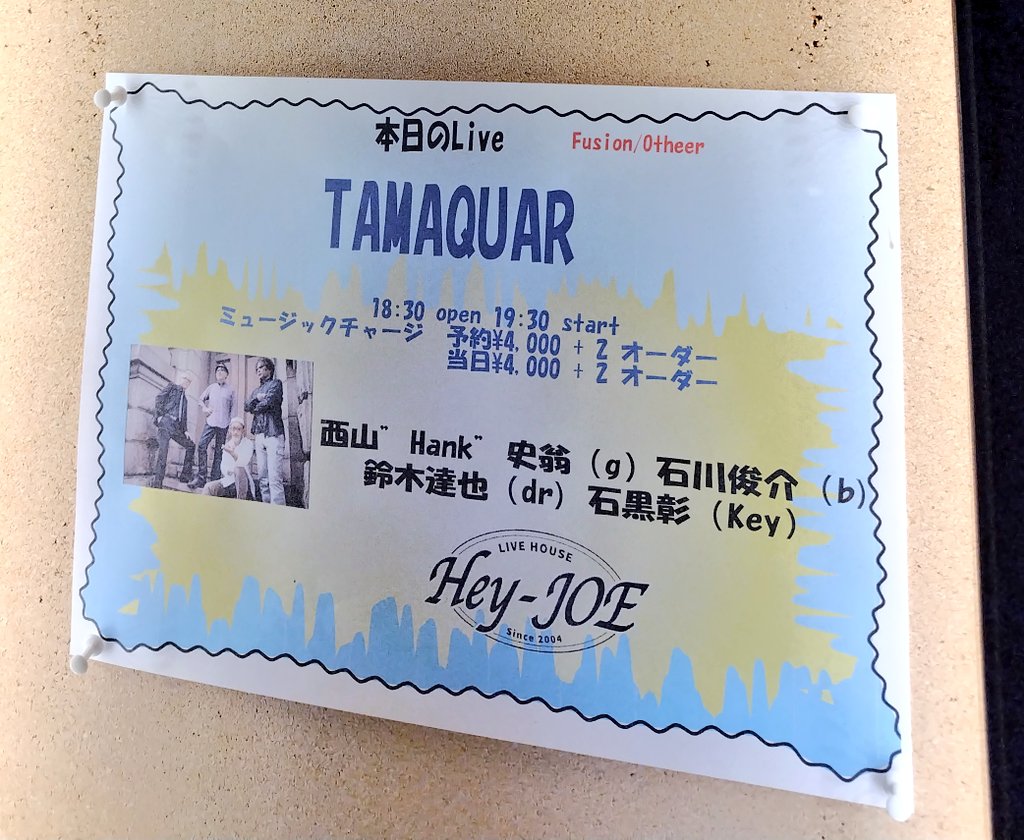 本日のLive
Fusion/Otheer
TAMAQUAR
18:30 open 19:30 start
ミュージックチャージ 予約¥4,000 + 2 オーダー
当日¥4,000 + 2 オーダー
西山"Hank"史翁 (g) 石川俊介 (b)
鈴木達也 (dr) 石黒彰 (Key)
LIVE HOUSE
Hey-JOE
Since 2004